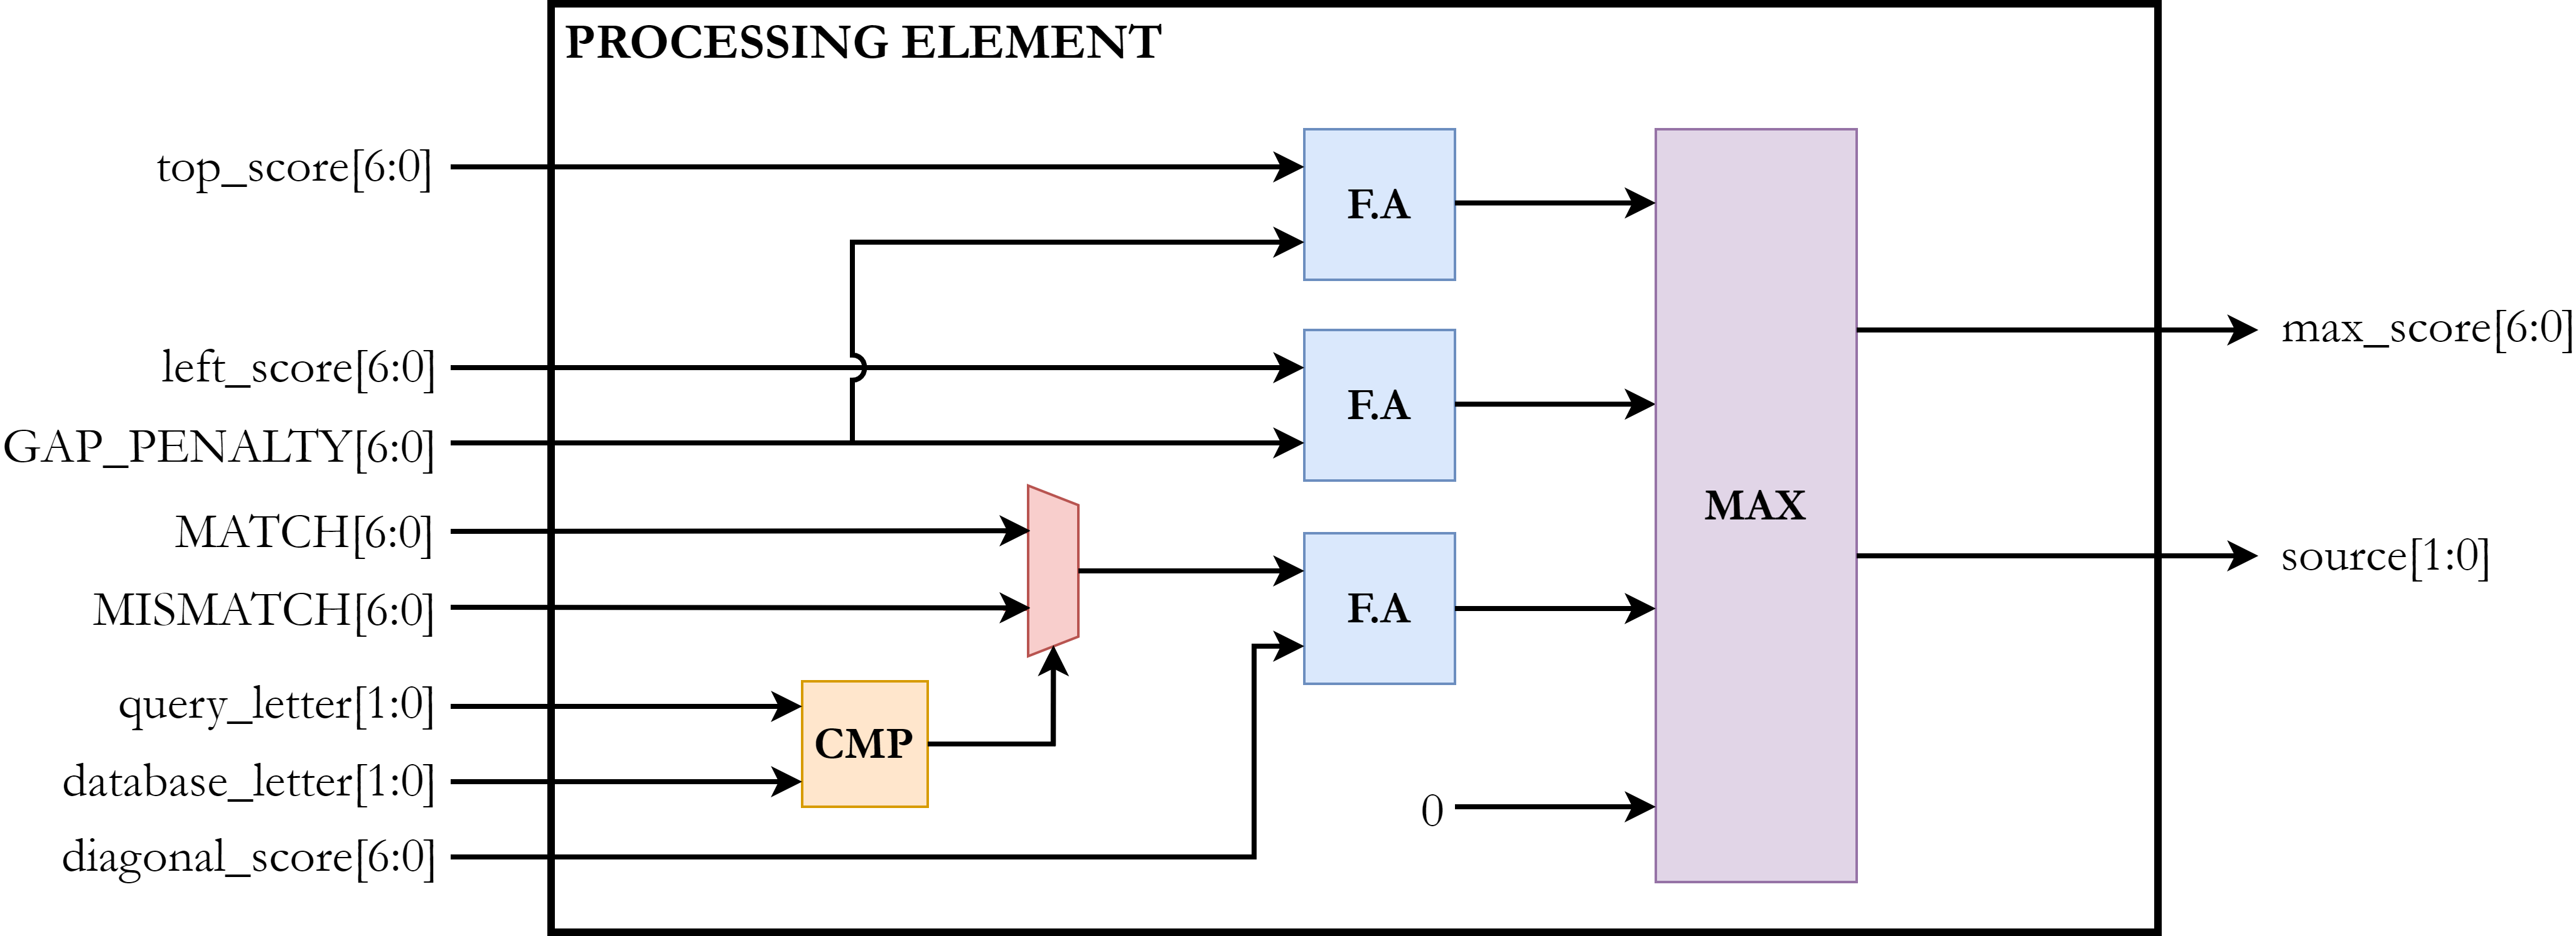 PROCESSING ELEMENT
top_score[6:0]
F.A
max_score[6:0]
left_score[6:0]
F.A
GAP_PENALTY[6:0]
MAX
MATCH[6:0]
source[1:0]
MISMATCH[6:0]
F.A
query_letter[1:0]
CMP
database_letter[1:0]
0
diagonal_score[6:0]